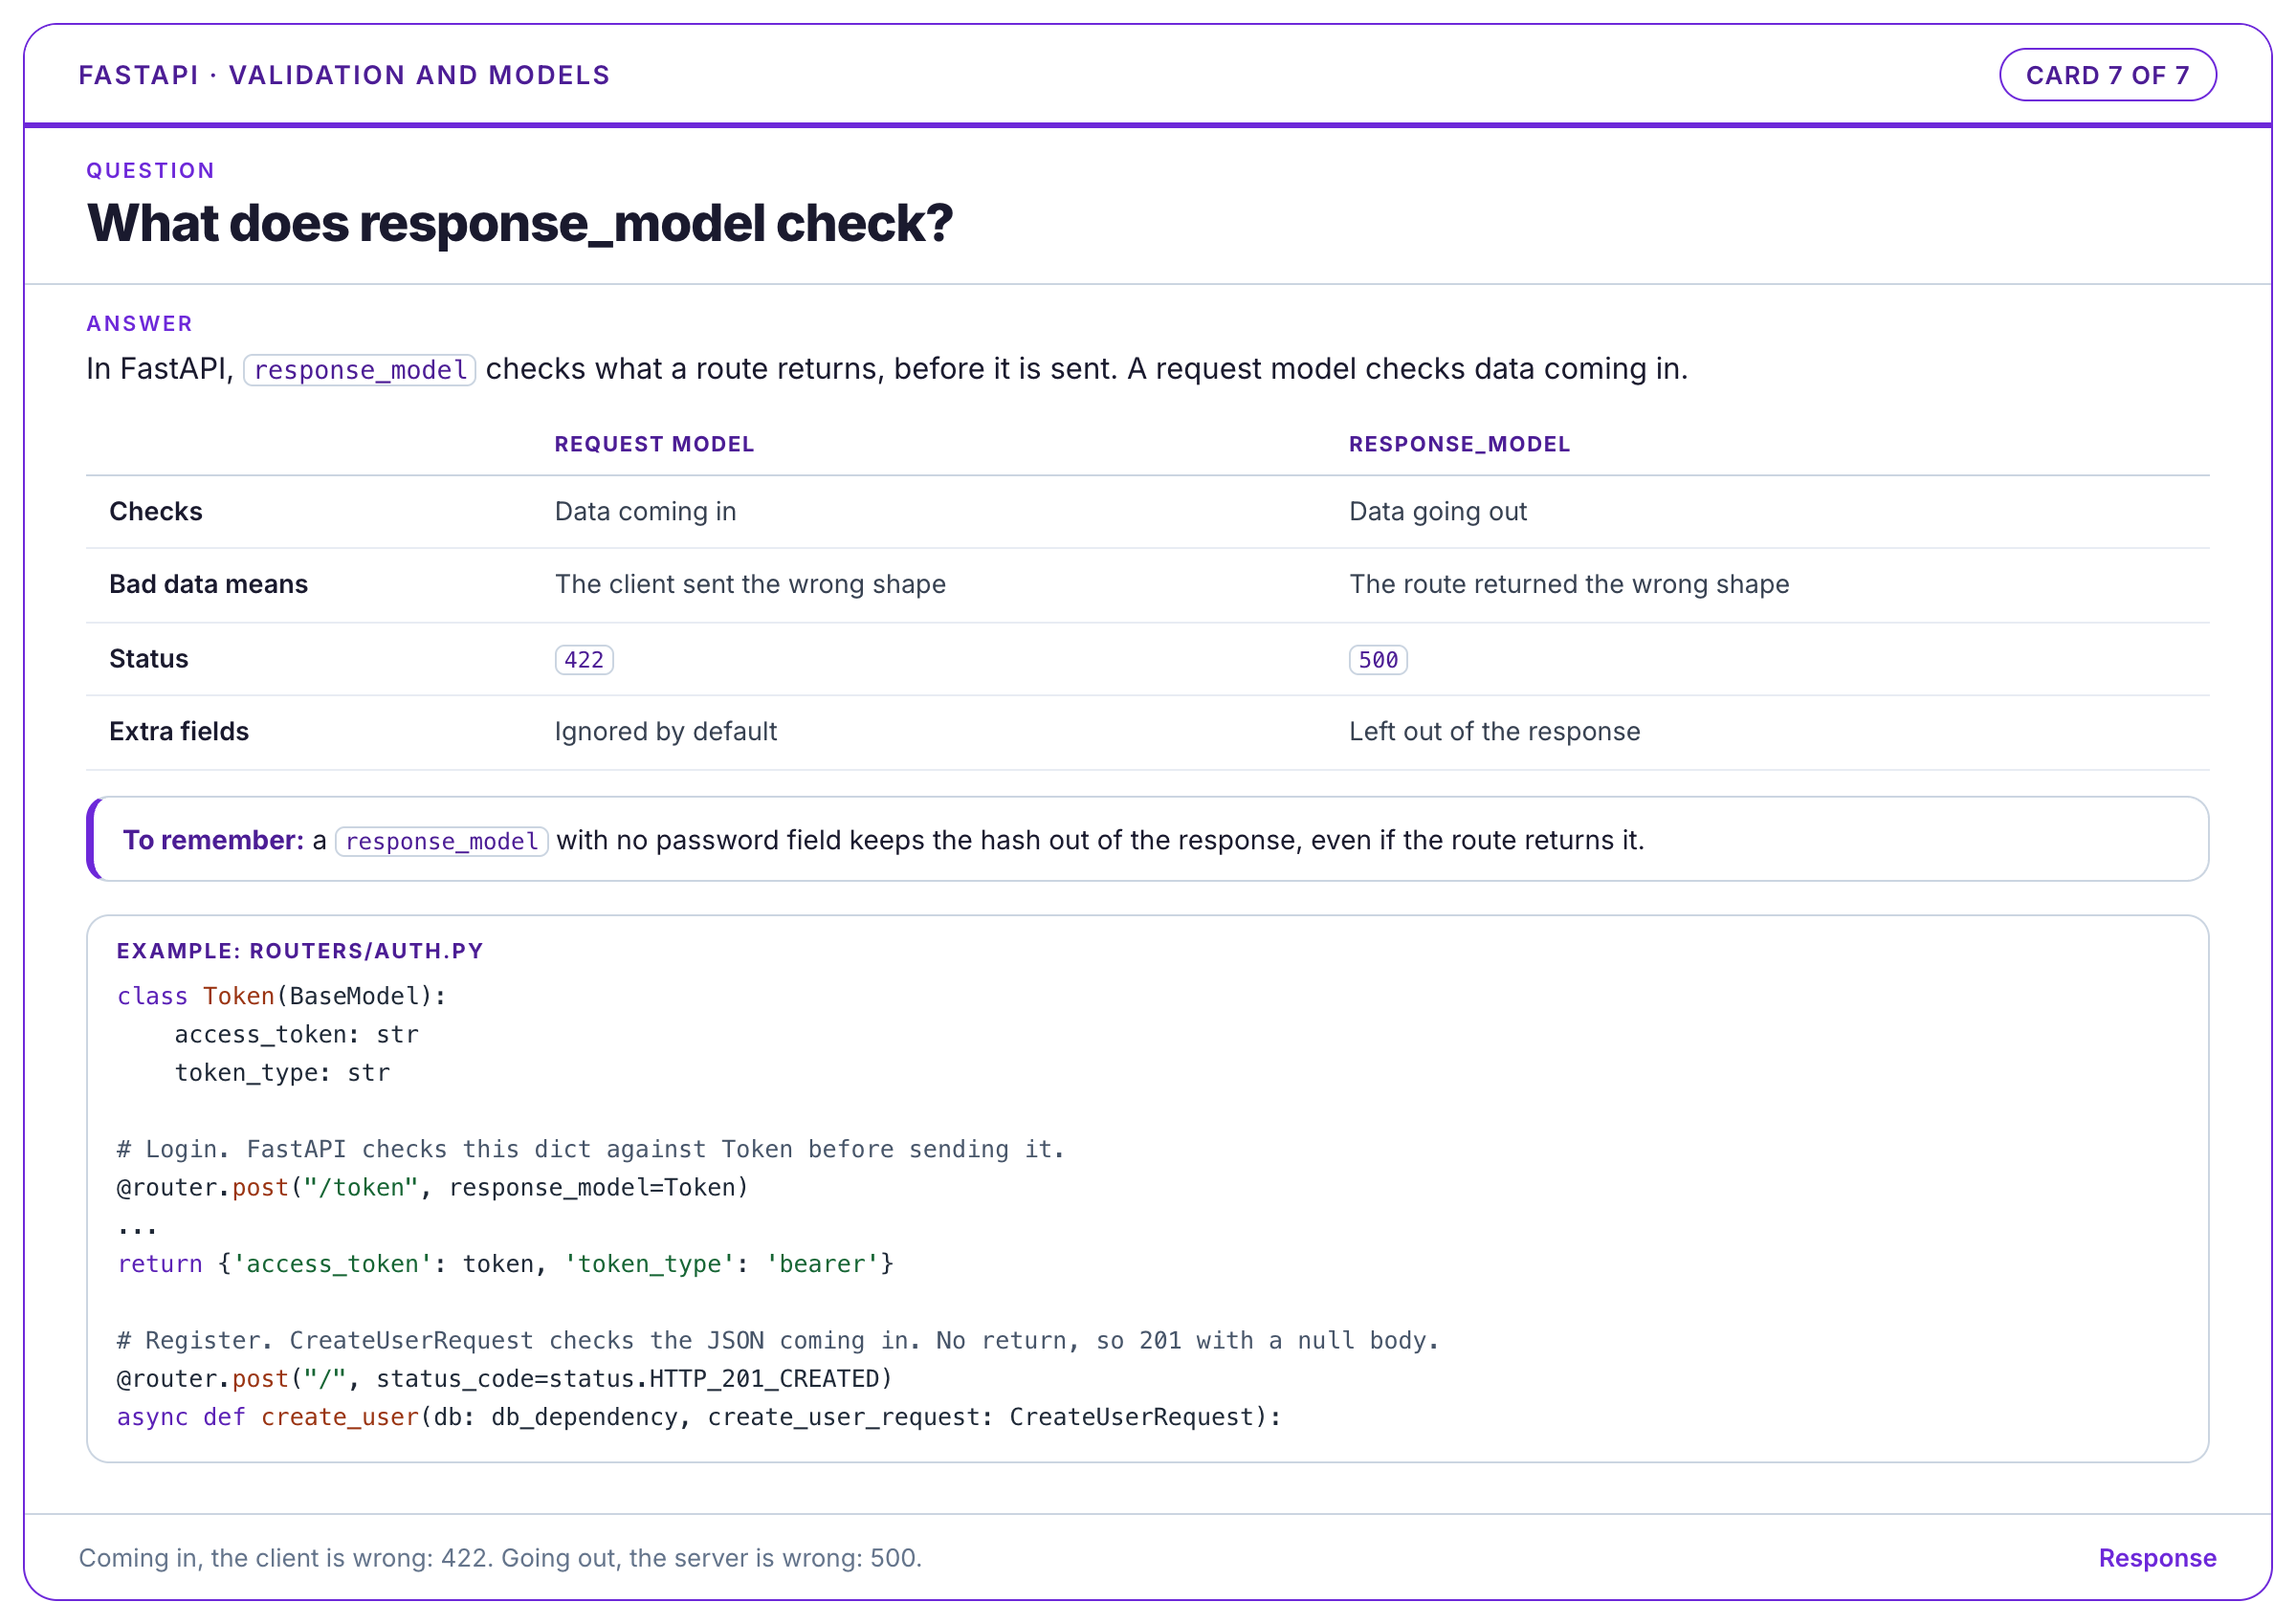 FASTAPI · VALIDATION AND MODELS
CARD 7 OF 7
QUESTION
What does response_model check?
ANSWER
In FastAPI, response_model checks what a route returns, before it is sent. A request model checks data coming in.
REQUEST MODEL RESPONSE_MODEL
Checks Data coming in Data going out
Bad data means The client sent the wrong shape The route returned the wrong shape
Status 422 500
Extra fields Ignored by default Left out of the response
To remember: a response_model with no password field keeps the hash out of the response, even if the route returns it.
EXAMPLE: ROUTERS/AUTH.PY
class Token(BaseModel):
    access_token: str
    token_type: str

# Login. FastAPI checks this dict against Token before sending it.
@router.post("/token", response_model=Token)
...
return {'access_token': token, 'token_type': 'bearer'}

# Register. CreateUserRequest checks the JSON coming in. No return, so 201 with a null body.
@router.post("/", status_code=status.HTTP_201_CREATED)
async def create_user(db: db_dependency, create_user_request: CreateUserRequest):
Coming in, the client is wrong: 422. Going out, the server is wrong: 500.
Response